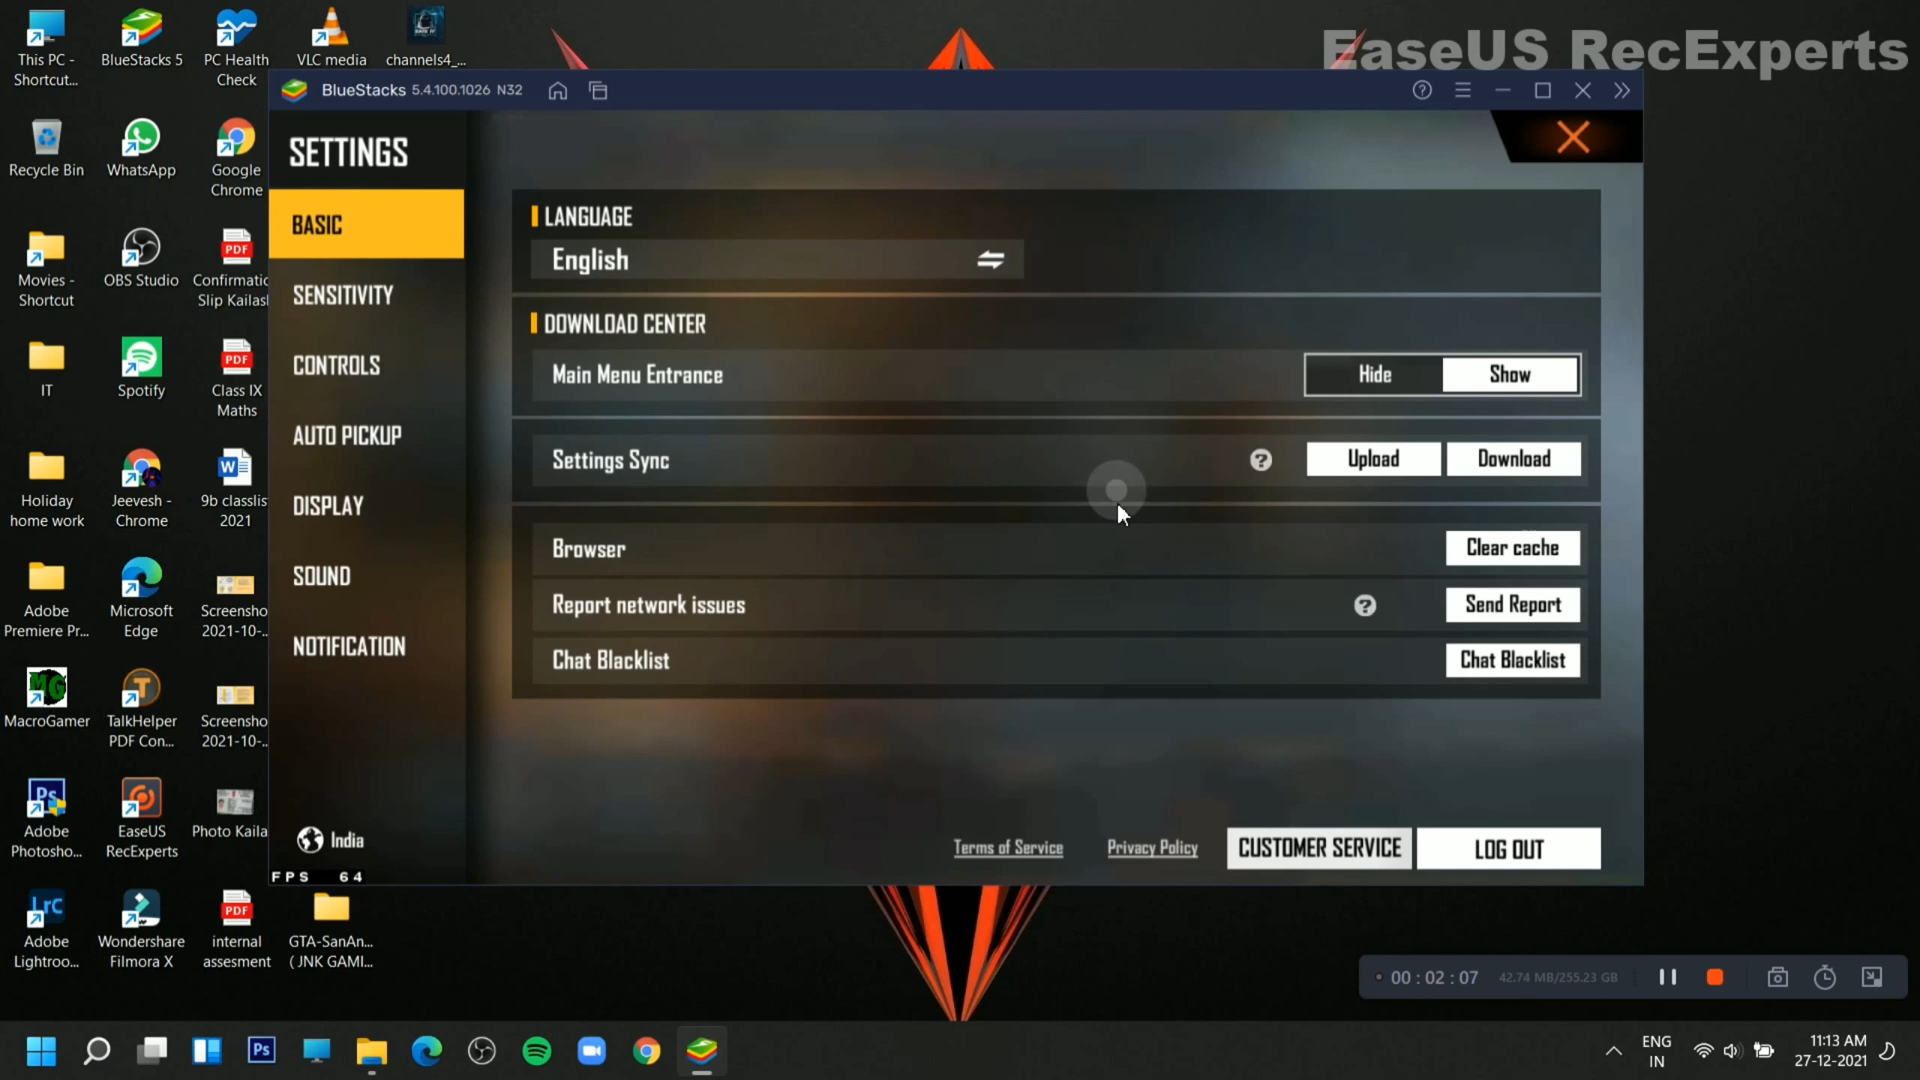 EaseUS RecExperts
This PC -
Shortcut...
BlueStacks 5
PC Health
Check
VLC media
channels4_...
BlueStacks 5.4.100.1026 N32
Recycle Bin
WhatsApp
Google
Chrome
Movies -
Shortcut
OBS Studio
PDF
Confirmatic
Slip Kailasl
IT
Spotify
PDF
Class IX
Maths
Holiday
home work
Jeevesh -
Chrome
9b classlis
2021
Adobe
Premiere Pr...
Microsoft
Edge
Screensho
2021-10-..
MacroGamer
TalkHelper
PDF Con...
Screensho
2021-10-..
Ps
Adobe
Photosho...
EaseUS
RecExperts
Photo Kaila
LrC
Adobe
Lightroo...
Wondershare
Filmora X
PDF
internal
assesment
GTA-SanAn...
( JNK GAMI...
SETTINGS
BASIC
SENSITIVITY
CONTROLS
AUTO PICKUP
DISPLAY
SOUND
NOTIFICATION
India
FPS 64
LANGUAGE
English
DOWNLOAD CENTER
Main Menu Entrance
Hide
Show
Settings Sync
?
Upload
Download
Browser
Clear cache
Report network issues
?
Send Report
Chat Blacklist
Chat Blacklist
Terms of Service
Privacy Policy
CUSTOMER SERVICE
LOG OUT
00 : 02 : 07
42.74 MB/255.23 GB
Ps
ENG
IN
11:13 AM
27-12-2021